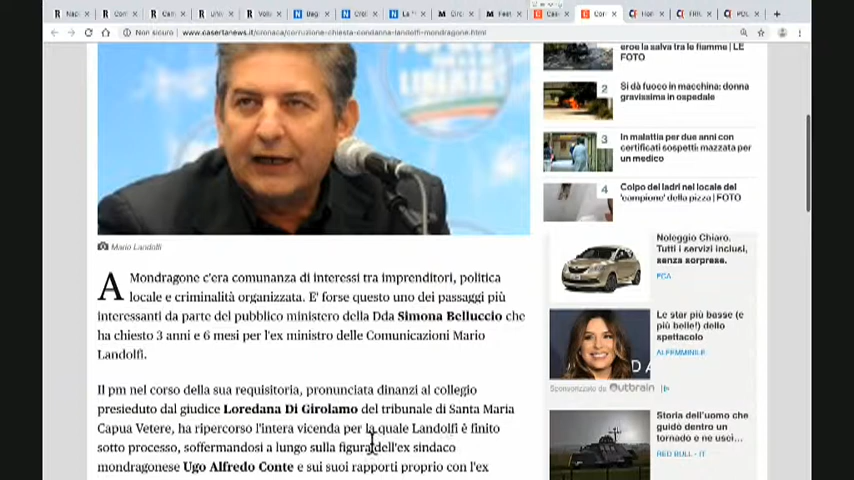 Non sicuro | www.casertanews.it/cronaca/corruzione-chiesta-condanna-landolfi-mondragone.html
Mario Landolfi
A Mondragone c'era comunanza di interessi tra imprenditori, politica
locale e criminalità organizzata. E' forse questo uno dei passaggi più
interessanti da parte del pubblico ministero della Dda Simona Belluccio che
ha chiesto 3 anni e 6 mesi per l'ex ministro delle Comunicazioni Mario
Landolfi.
Il pm nel corso della sua requisitoria, pronunciata dinanzi al collegio
presieduto dal giudice Loredana Di Girolamo del tribunale di Santa Maria
Capua Vetere, ha ripercorso l'intera vicenda per la quale Landolfi è finito
sotto processo, soffermandosi a lungo sulla figura dell'ex sindaco
mondragonese Ugo Alfredo Conte e sui suoi rapporti proprio con l'ex
eroe la salva tra le fiamme | LE
FOTO
2
Si dà fuoco in macchina: donna
gravissima in ospedale
3
In malattia per due anni con
certificati sospetti: mazzata per
un medico
4
Colpo dei ladri nel locale del
'campione' della pizza | FOTO
Noleggio Chiaro.
Tutti i servizi inclusi,
senza sorprese.
FCA
Le star più basse (e
più belle!) dello
spettacolo
ALFEMMINILE
Sponsorizzato da Outbrain
Storia dell'uomo che
guidò dentro un
tornado e ne uscì...
RED BULL - IT